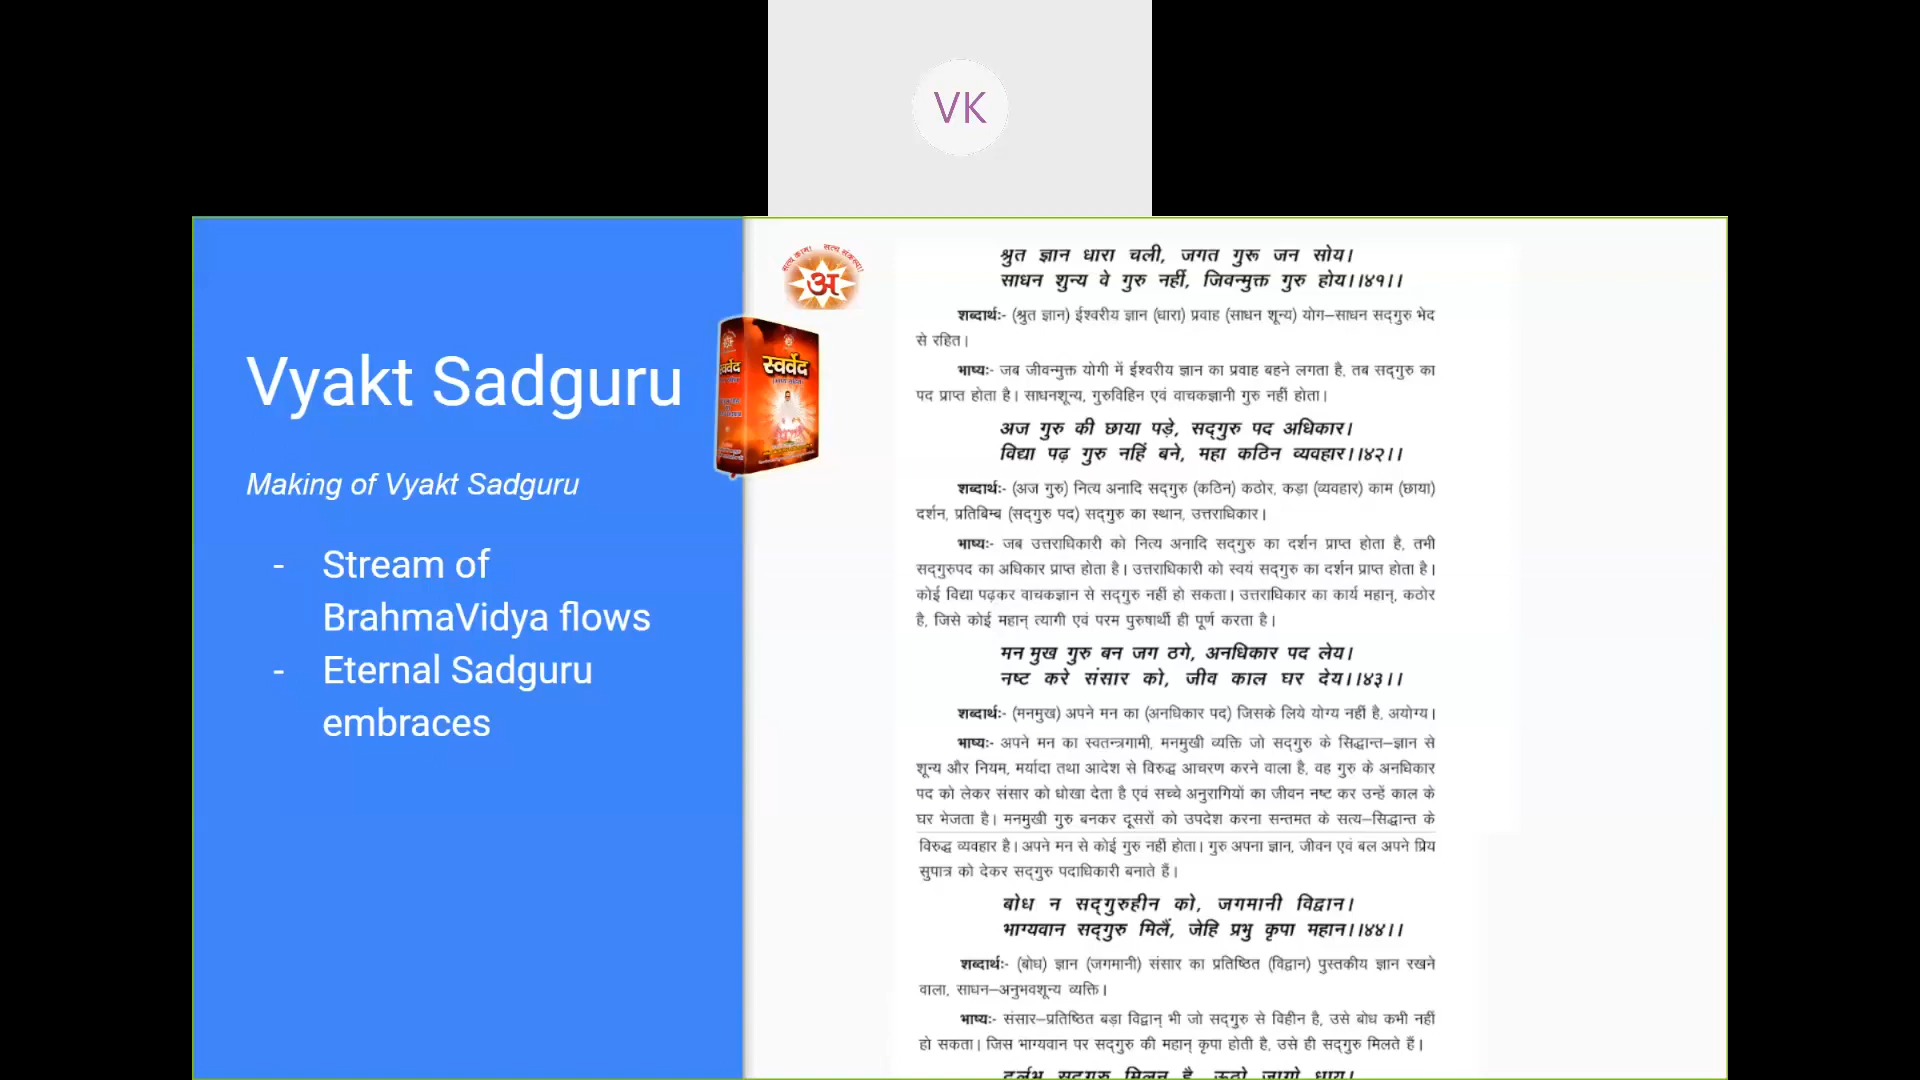 VK
Vyakt Sadguru
Making of Vyakt Sadguru
- Stream of
BrahmaVidya flows
- Eternal Sadguru
embraces
अ
स्वर्वेद
श्रुत ज्ञान धारा चली, जगत गुरू जन सोय।
साधन शुन्य वे गुरु नहीं, जिवन्मुक्त गुरु होय।।४१।।
शब्दार्थः- (श्रुत ज्ञान) ईश्वरीय ज्ञान (धारा) प्रवाह (साधन शून्य) योग–साधन सद्‌गुरु भेद
से रहित।
भाष्यः- जब जीवन्मुक्त योगी में ईश्वरीय ज्ञान का प्रवाह बहने लगता है, तब सद्‌गुरु का
पद प्राप्त होता है। साधनशून्य, गुरुविहिन एवं वाचकज्ञानी गुरु नहीं होता।
अज गुरु की छाया पड़े, सद्‌गुरु पद अधिकार।
विद्या पढ़ गुरु नहिं बने, महा कठिन व्यवहार।।४२।।
शब्दार्थः- (अज गुरु) नित्य अनादि सद्‌गुरु (कठिन) कठोर, कड़ा (व्यवहार) काम (छाया)
दर्शन, प्रतिबिम्ब (सद्‌गुरु पद) सद्‌गुरु का स्थान, उत्तराधिकार।
भाष्यः- जब उत्तराधिकारी को नित्य अनादि सद्‌गुरु का दर्शन प्राप्त होता है, तभी
सद्‌गुरुपद का अधिकार प्राप्त होता है। उत्तराधिकारी को स्वयं सद्‌गुरु का दर्शन प्राप्त होता है।
कोई विद्या पढ़कर वाचकज्ञान से सद्‌गुरु नहीं हो सकता। उत्तराधिकार का कार्य महान्, कठोर
है, जिसे कोई महान् त्यागी एवं परम पुरुषार्थी ही पूर्ण करता है।
मन मुख गुरु बन जग ठगे, अनधिकार पद लेय।
नष्ट करे संसार को, जीव काल घर देय।।४३।।
शब्दार्थः- (मनमुख) अपने मन का (अनधिकार पद) जिसके लिये योग्य नहीं है, अयोग्य।
भाष्यः- अपने मन का स्वतन्त्रगामी, मनमुखी व्यक्ति जो सद्‌गुरु के सिद्धान्त–ज्ञान से
शून्य और नियम, मर्यादा तथा आदेश से विरुद्ध आचरण करने वाला है, वह गुरु के अनधिकार
पद को लेकर संसार को धोखा देता है एवं सच्चे अनुरागियों का जीवन नष्ट कर उन्हें काल के
घर भेजता है। मनमुखी गुरु बनकर दूसरों को उपदेश करना सन्तमत के सत्य–सिद्धान्त के
विरुद्ध व्यवहार है। अपने मन से कोई गुरु नहीं होता। गुरु अपना ज्ञान, जीवन एवं बल अपने प्रिय
सुपात्र को देकर सद्‌गुरु पदाधिकारी बनाते हैं।
बोध न सद्‌गुरुहीन को, जगमानी विद्वान।
भाग्यवान सद्‌गुरु मिलैं, जेहि प्रभु कृपा महान।।४४।।
शब्दार्थः- (बोध) ज्ञान (जगमानी) संसार का प्रतिष्ठित (विद्वान) पुस्तकीय ज्ञान रखने
वाला, साधन–अनुभवशून्य व्यक्ति।
भाष्यः- संसार–प्रतिष्ठित बड़ा विद्वान् भी जो सद्‌गुरु से विहीन है, उसे बोध कभी नहीं
हो सकता। जिस भाग्यवान पर सद्‌गुरु की महान् कृपा होती है, उसे ही सद्‌गुरु मिलते हैं।
दुर्लभ सदगुरु मिलन है, ऊठो जागो धाय।